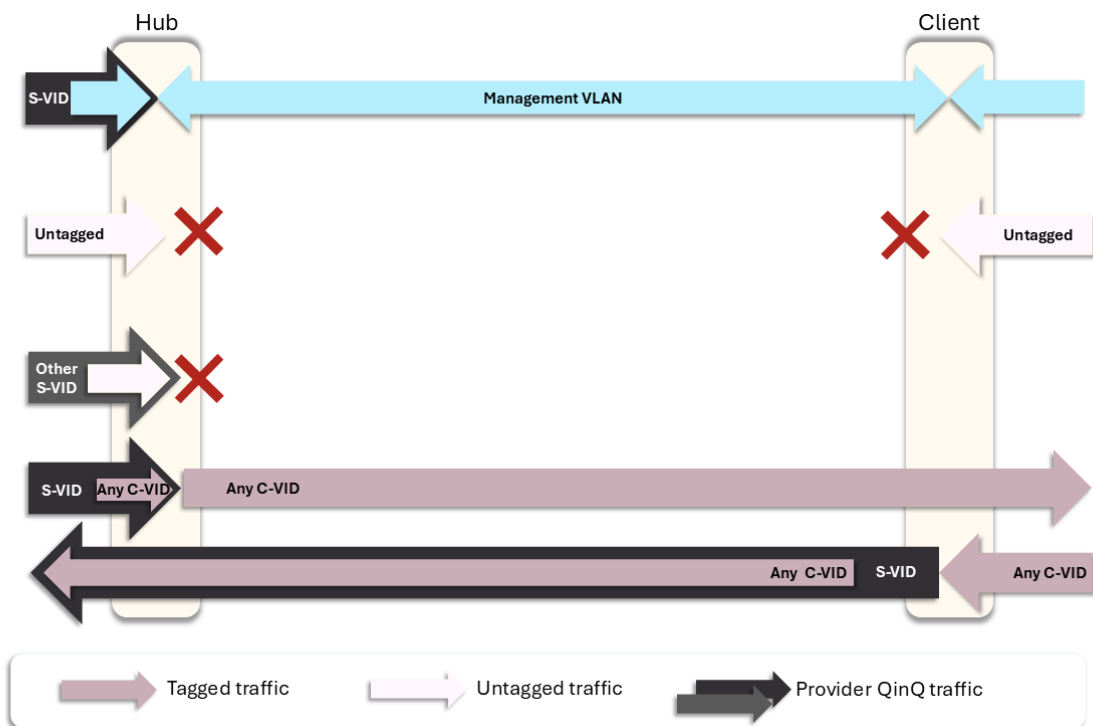 Hub
Client
S-VID
Management VLAN
Untagged
Untagged
Other
S-VID
S-VID
Any C-VID
Any C-VID
Any C-VID
S-VID
Any C-VID
Tagged traffic
Untagged traffic
Provider QinQ traffic